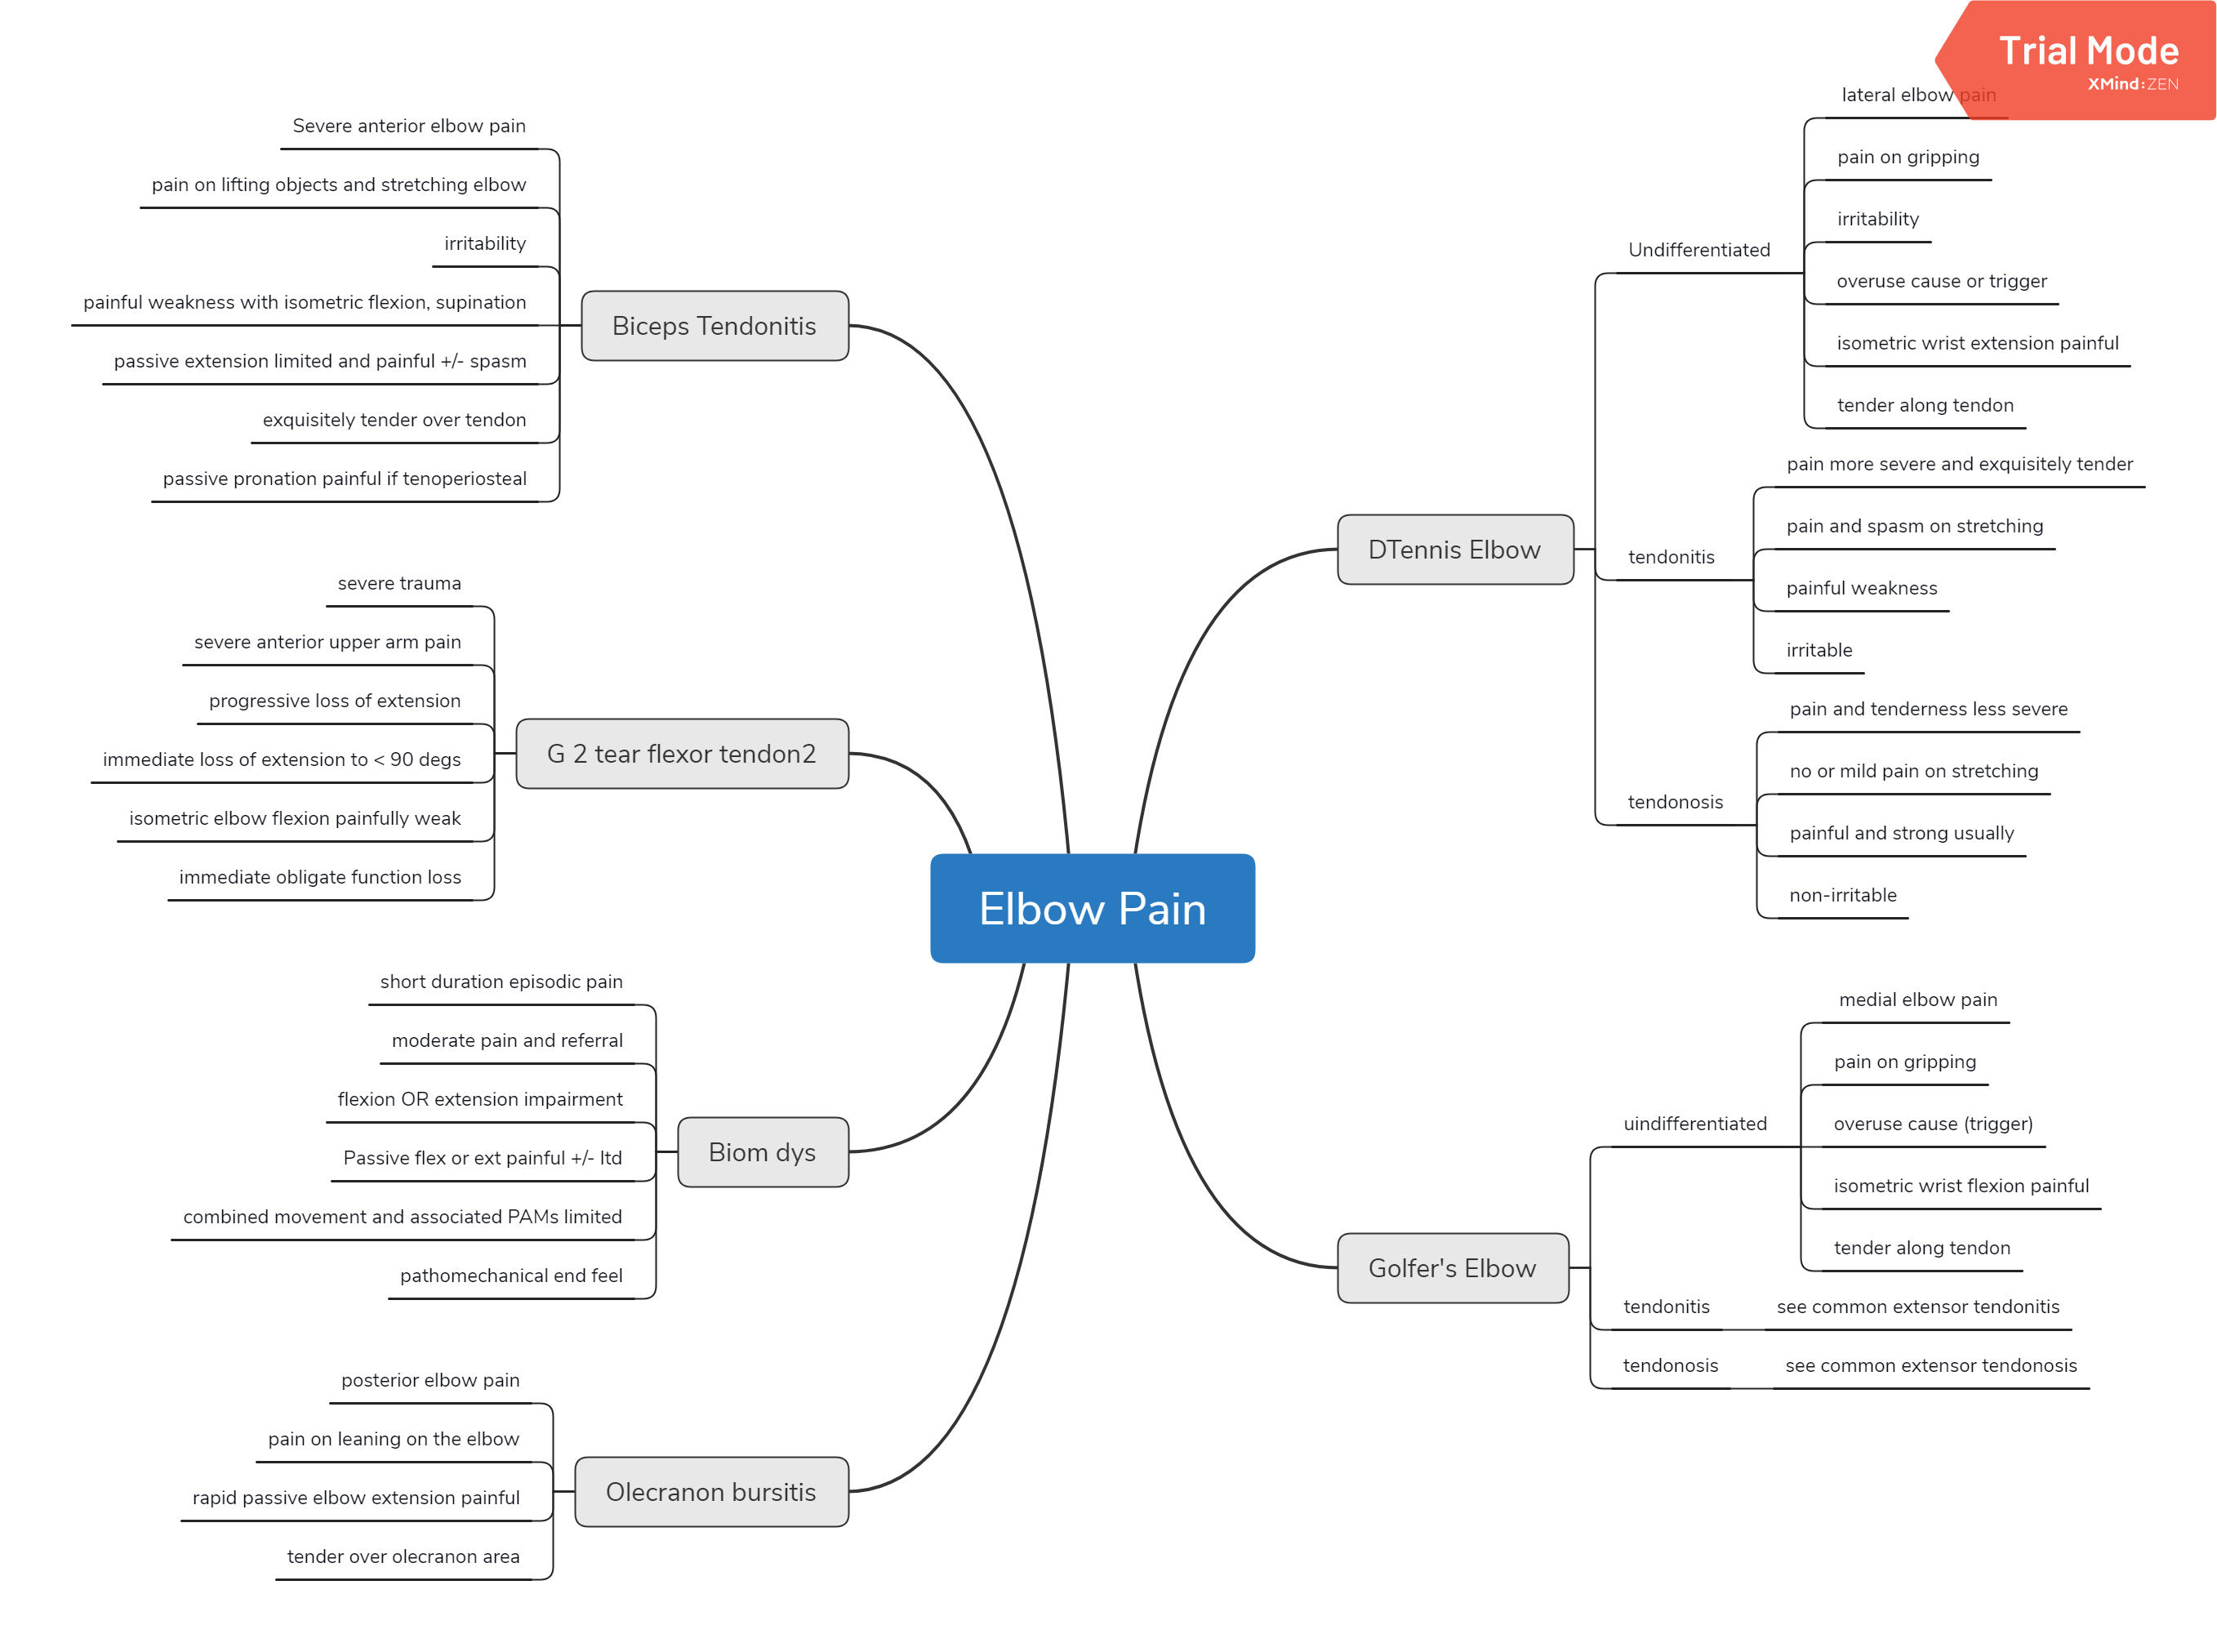 Trial Mode
XMind:ZEN
Elbow Pain
DTennis Elbow
Undifferentiated
lateral elbow pain
pain on gripping
irritability
overuse cause or trigger
isometric wrist extension painful
tender along tendon
tendonitis
pain more severe and exquisitely tender
pain and spasm on stretching
painful weakness
irritable
tendonosis
pain and tenderness less severe
no or mild pain on stretching
painful and strong usually
non-irritable
Golfer's Elbow
uindifferentiated
medial elbow pain
pain on gripping
overuse cause (trigger)
isometric wrist flexion painful
tender along tendon
tendonitis
see common extensor tendonitis
tendonosis
see common extensor tendonosis
Biceps Tendonitis
Severe anterior elbow pain
pain on lifting objects and stretching elbow
irritability
painful weakness with isometric flexion, supination
passive extension limited and painful +/- spasm
exquisitely tender over tendon
passive pronation painful if tenoperiosteal
G 2 tear flexor tendon2
severe trauma
severe anterior upper arm pain
progressive loss of extension
immediate loss of extension to < 90 degs
isometric elbow flexion painfully weak
immediate obligate function loss
Biom dys
short duration episodic pain
moderate pain and referral
flexion OR extension impairment
Passive flex or ext painful +/- ltd
combined movement and associated PAMs limited
pathomechanical end feel
Olecranon bursitis
posterior elbow pain
pain on leaning on the elbow
rapid passive elbow extension painful
tender over olecranon area